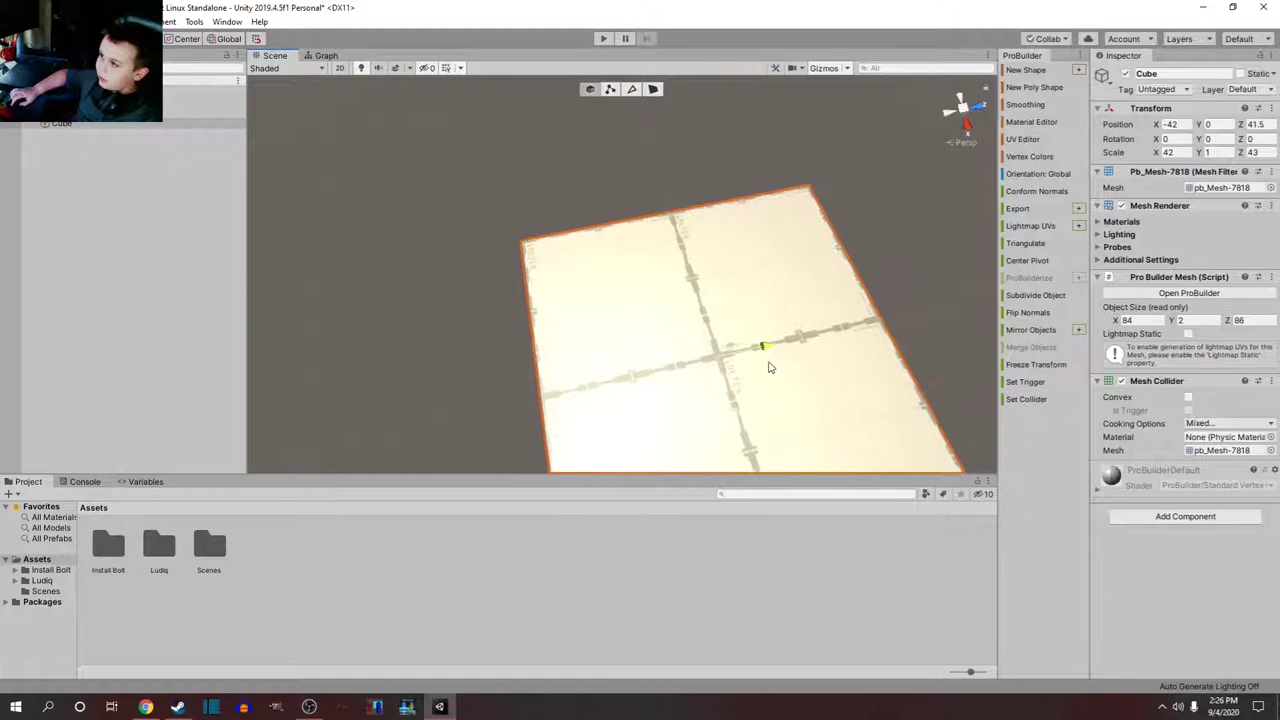 t Linux Standalone - Unity 2019.4.5f1 Personal* <DX11>
Tools Window Help
Center Global
Collab Account Layers Default
Scene Graph
Shaded 2D 0 Gizmos All
Cube
Persp
ProBuilder
New Shape +
New Poly Shape
Smoothing
Material Editor
UV Editor
Vertex Colors
Orientation: Global
Conform Normals
Export +
Lightmap UVs +
Triangulate
Center Pivot
ProBuilderize +
Subdivide Object
Flip Normals
Mirror Objects +
Merge Objects
Freeze Transform
Set Trigger
Set Collider
Inspector
Cube Static
Tag Untagged Layer Default
Transform
Position X -42 Y 0 Z 41.5
Rotation X 0 Y 0 Z 0
Scale X 42 Y 1 Z 43
Pb_Mesh-7818 (Mesh Filter
Mesh pb_Mesh-7818
Mesh Renderer
Materials
Lighting
Probes
Additional Settings
Pro Builder Mesh (Script)
Open ProBuilder
Object Size (read only)
X 84 Y 2 Z 86
Lightmap Static
To enable generation of lightmap UVs for this
Mesh, please enable the 'Lightmap Static'
property.
Mesh Collider
Convex
Is Trigger
Cooking Options Mixed...
Material None (Physic Materia
Mesh pb_Mesh-7818
ProBuilderDefault
Shader ProBuilder/Standard Vertex
Add Component
Project Console Variables
10
Favorites
All Materials
All Models
All Prefabs
Assets
Install Bolt
Ludiq
Scenes
Packages
Assets
Install Bolt Ludiq Scenes
Auto Generate Lighting Off
2:26 PM
9/4/2020